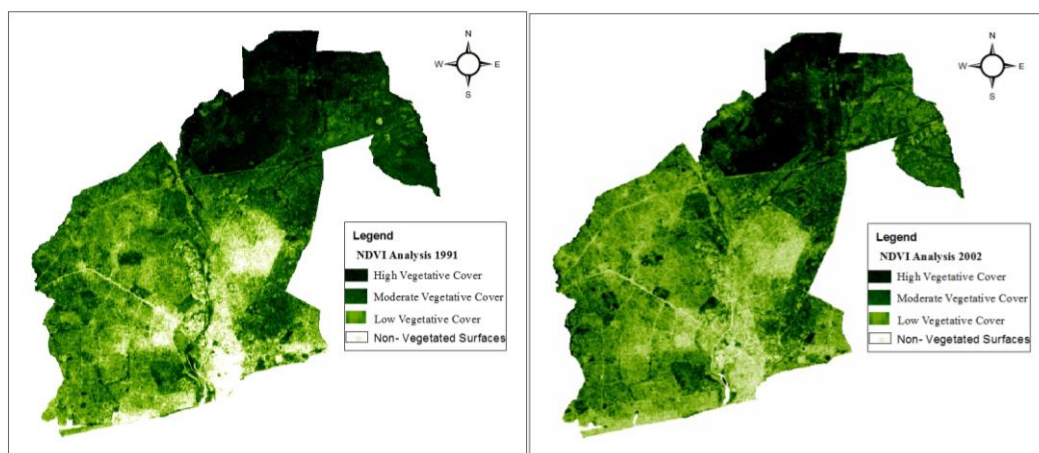 N
W E
S
Legend
NDVI Analysis 1991
High Vegetative Cover
Moderate Vegetative Cover
Low Vegetative Cover
Non- Vegetated Surfaces
N
W E
S
Legend
NDVI Analysis 2002
High Vegetative Cover
Moderate Vegetative Cover
Low Vegetative Cover
Non- Vegetated Surfaces